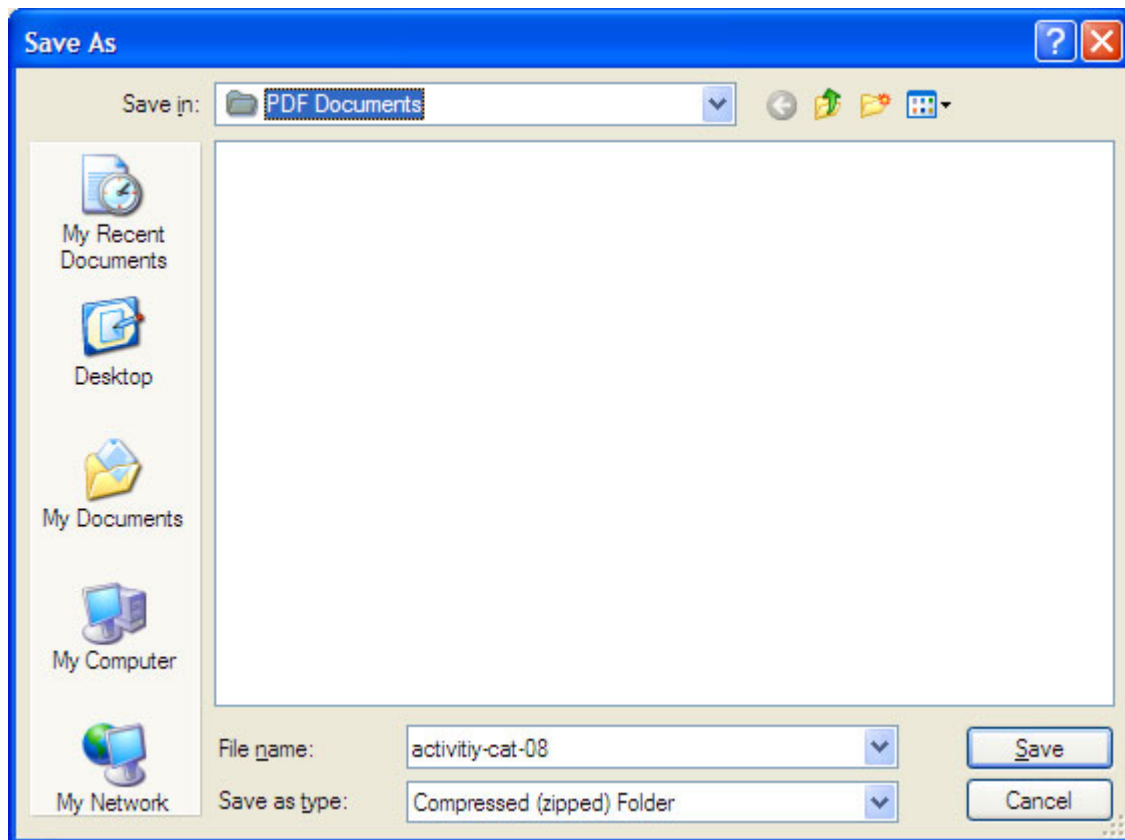 Save As
Save in: PDF Documents
My Recent
Documents
Desktop
My Documents
My Computer
My Network
File name: activitiy-cat-08 Save
Save as type: Compressed (zipped) Folder Cancel